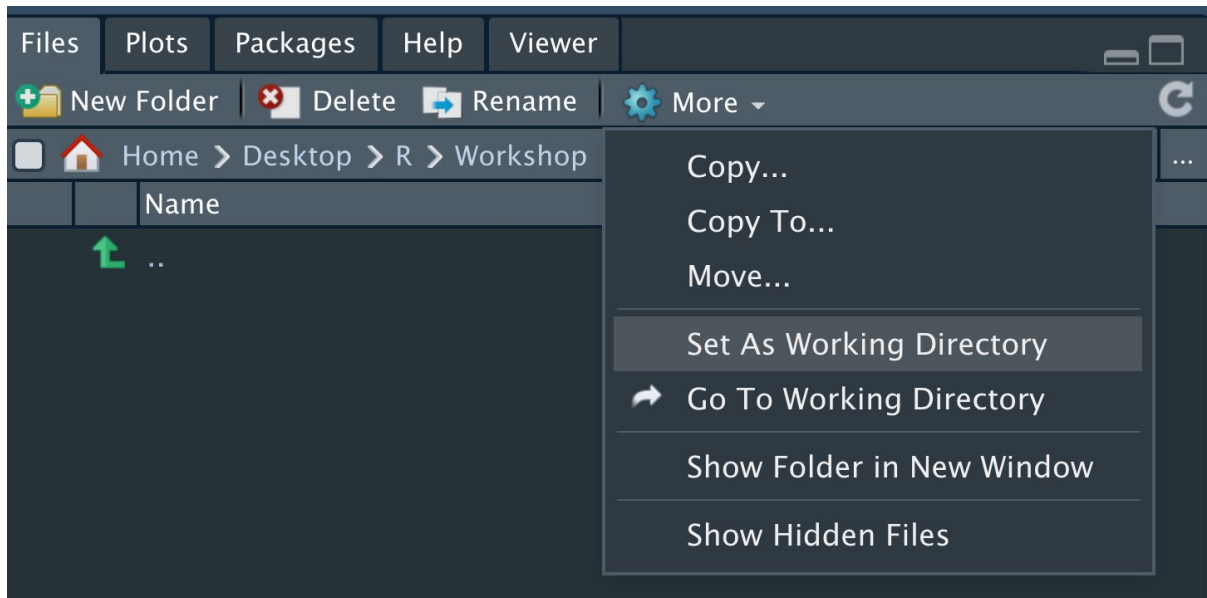 Files Plots Packages Help Viewer
New Folder Delete Rename More
Home > Desktop > R > Workshop ...
Name
..
Copy...
Copy To...
Move...
Set As Working Directory
Go To Working Directory
Show Folder in New Window
Show Hidden Files